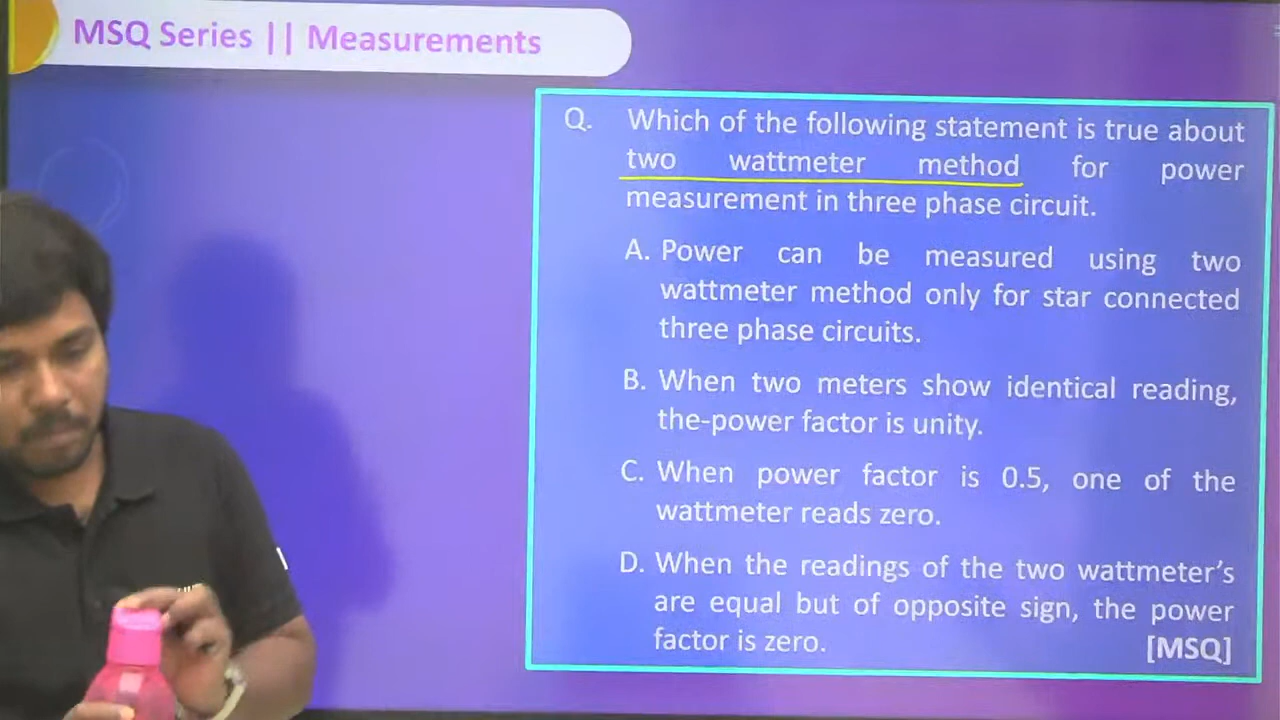 MSQ Series || Measurements
Q. Which of the following statement is true about
two wattmeter method for power
measurement in three phase circuit.
A. Power can be measured using two
wattmeter method only for star connected
three phase circuits.
B. When two meters show identical reading,
the-power factor is unity.
C. When power factor is 0.5, one of the
wattmeter reads zero.
D. When the readings of the two wattmeter's
are equal but of opposite sign, the power
factor is zero. [MSQ]